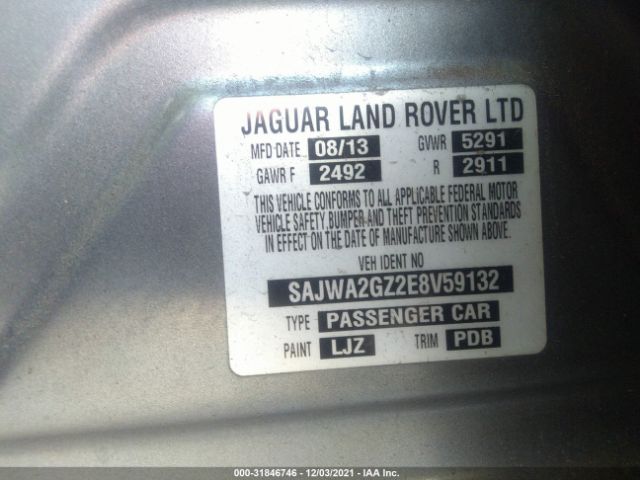 JAGUAR LAND ROVER LTD
MFD DATE 08/13 GVWR 5291
GAWR F 2492 R 2911
THIS VEHICLE CONFORMS TO ALL APPLICABLE FEDERAL MOTOR
VEHICLE SAFETY, BUMPER AND THEFT PREVENTION STANDARDS
IN EFFECT ON THE DATE OF MANUFACTURE SHOWN ABOVE.
VEH IDENT NO
SAJWA2GZ2E8V59132
TYPE PASSENGER CAR
PAINT LJZ TRIM PDB
000-31846746 - 12/03/2021 - IAA Inc.